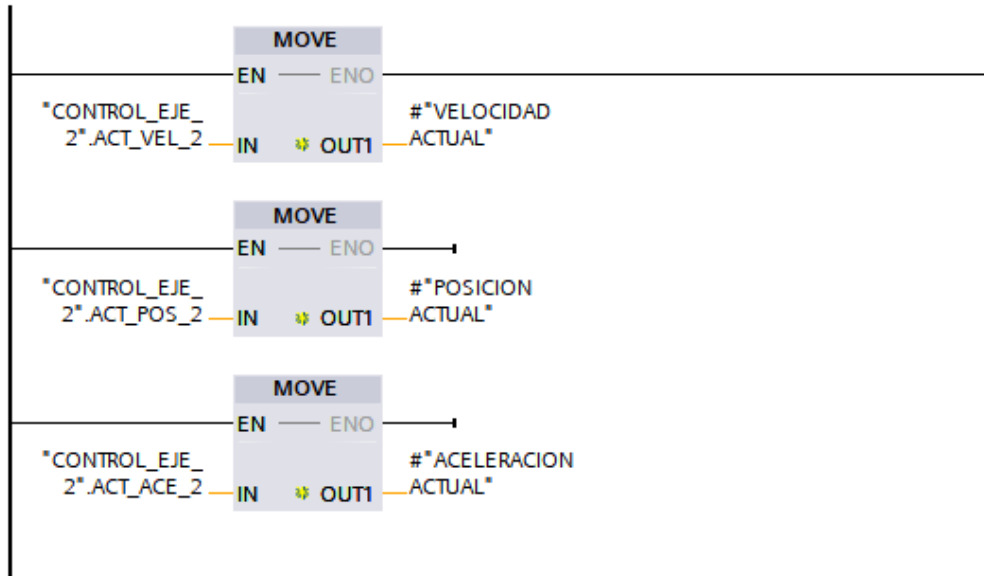 MOVE
EN ENO
"CONTROL_EJE_
2".ACT_VEL_2
IN OUT1
#"VELOCIDAD
ACTUAL"
MOVE
EN ENO
"CONTROL_EJE_
2".ACT_POS_2
IN OUT1
#"POSICION
ACTUAL"
MOVE
EN ENO
"CONTROL_EJE_
2".ACT_ACE_2
IN OUT1
#"ACELERACION
ACTUAL"